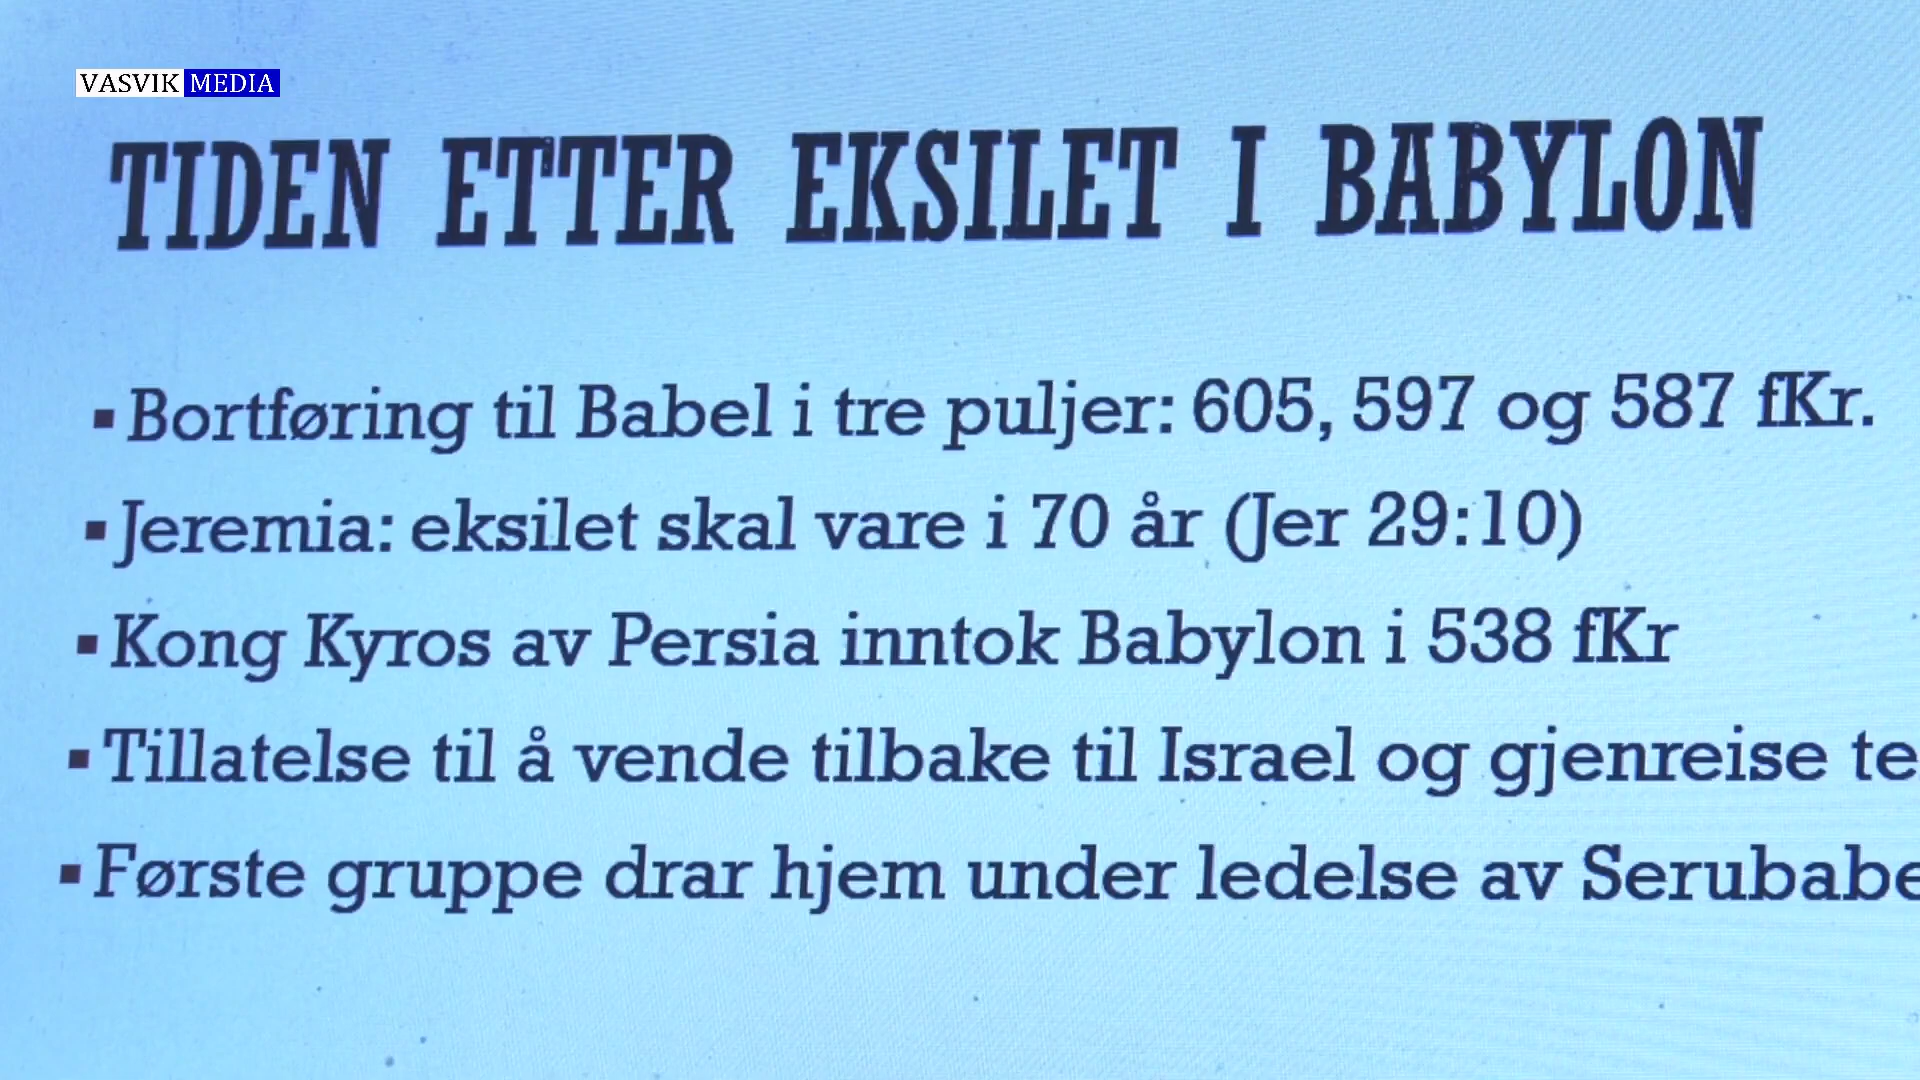 VASVIK MEDIA
TIDEN ETTER EKSILET I BABYLON
▪ Bortføring til Babel i tre puljer: 605, 597 og 587 fKr.
▪ Jeremia: eksilet skal vare i 70 år (Jer 29:10)
▪ Kong Kyros av Persia inntok Babylon i 538 fKr
▪ Tillatelse til å vende tilbake til Israel og gjenreise te
▪ Første gruppe drar hjem under ledelse av Serubabe